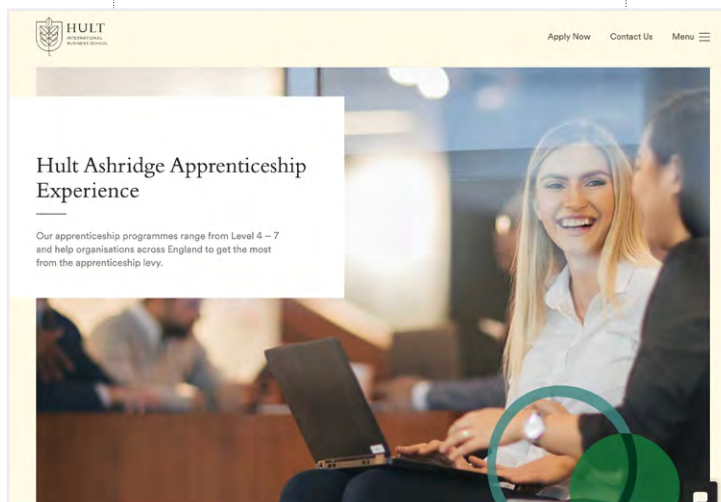 HULT
INTERNATIONAL
BUSINESS SCHOOL
Apply Now
Contact Us
Menu
Hult Ashridge Apprenticeship
Experience
Our apprenticeship programmes range from Level 4 – 7
and help organisations across England to get the most
from the apprenticeship levy.